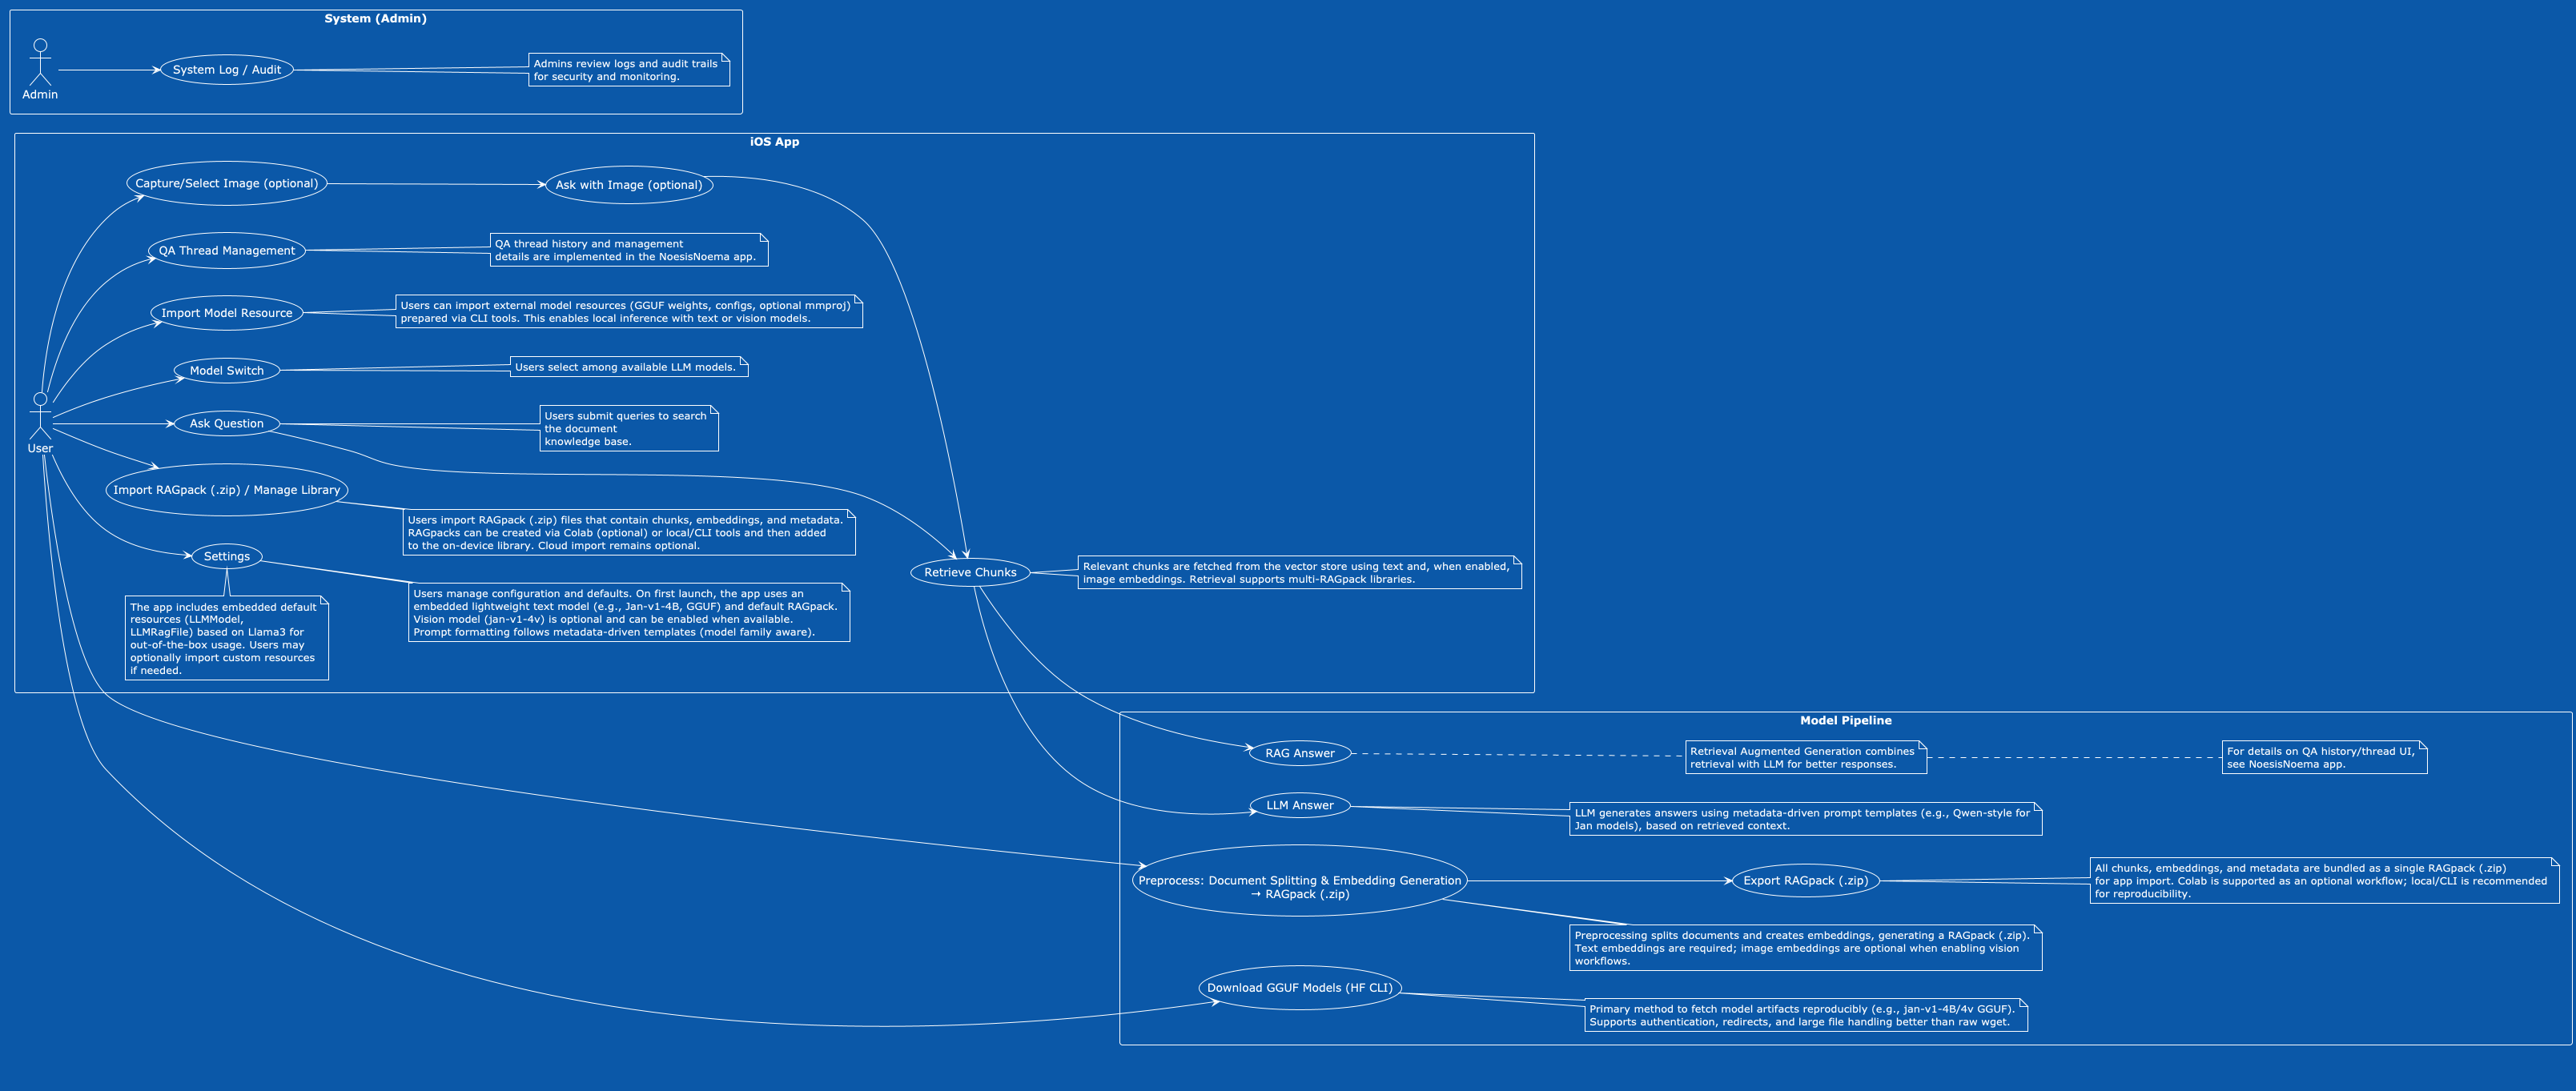 System (Admin)
Admin
System Log / Audit
Admins review logs and audit trails
for security and monitoring.
iOS App
Capture/Select Image (optional)
Ask with Image (optional)
QA Thread Management
QA thread history and management
details are implemented in the NoesisNoema app.
Import Model Resource
Users can import external model resources (GGUF weights, configs, optional mmproj)
prepared via CLI tools. This enables local inference with text or vision models.
Model Switch
Users select among available LLM models.
User
Ask Question
Users submit queries to search
the document
knowledge base.
Import RAGpack (.zip) / Manage Library
Users import RAGpack (.zip) files that contain chunks, embeddings, and metadata.
RAGpacks can be created via Colab (optional) or local/CLI tools and then added
to the on-device library. Cloud import remains optional.
Settings
The app includes embedded default
resources (LLMModel,
LLMRagFile) based on Llama3 for
out-of-the-box usage. Users may
optionally import custom resources
if needed.
Users manage configuration and defaults. On first launch, the app uses an
embedded lightweight text model (e.g., Jan-v1-4B, GGUF) and default RAGpack.
Vision model (jan-v1-4v) is optional and can be enabled when available.
Prompt formatting follows metadata-driven templates (model family aware).
Retrieve Chunks
Relevant chunks are fetched from the vector store using text and, when enabled,
image embeddings. Retrieval supports multi-RAGpack libraries.
Model Pipeline
RAG Answer
Retrieval Augmented Generation combines
retrieval with LLM for better responses.
For details on QA history/thread UI,
see NoesisNoema app.
LLM Answer
LLM generates answers using metadata-driven prompt templates (e.g., Qwen-style for
Jan models), based on retrieved context.
Preprocess: Document Splitting & Embedding Generation
→ RAGpack (.zip)
Export RAGpack (.zip)
All chunks, embeddings, and metadata are bundled as a single RAGpack (.zip)
for app import. Colab is supported as an optional workflow; local/CLI is recommended
for reproducibility.
Preprocessing splits documents and creates embeddings, generating a RAGpack (.zip).
Text embeddings are required; image embeddings are optional when enabling vision
workflows.
Download GGUF Models (HF CLI)
Primary method to fetch model artifacts reproducibly (e.g., jan-v1-4B/4v GGUF).
Supports authentication, redirects, and large file handling better than raw wget.